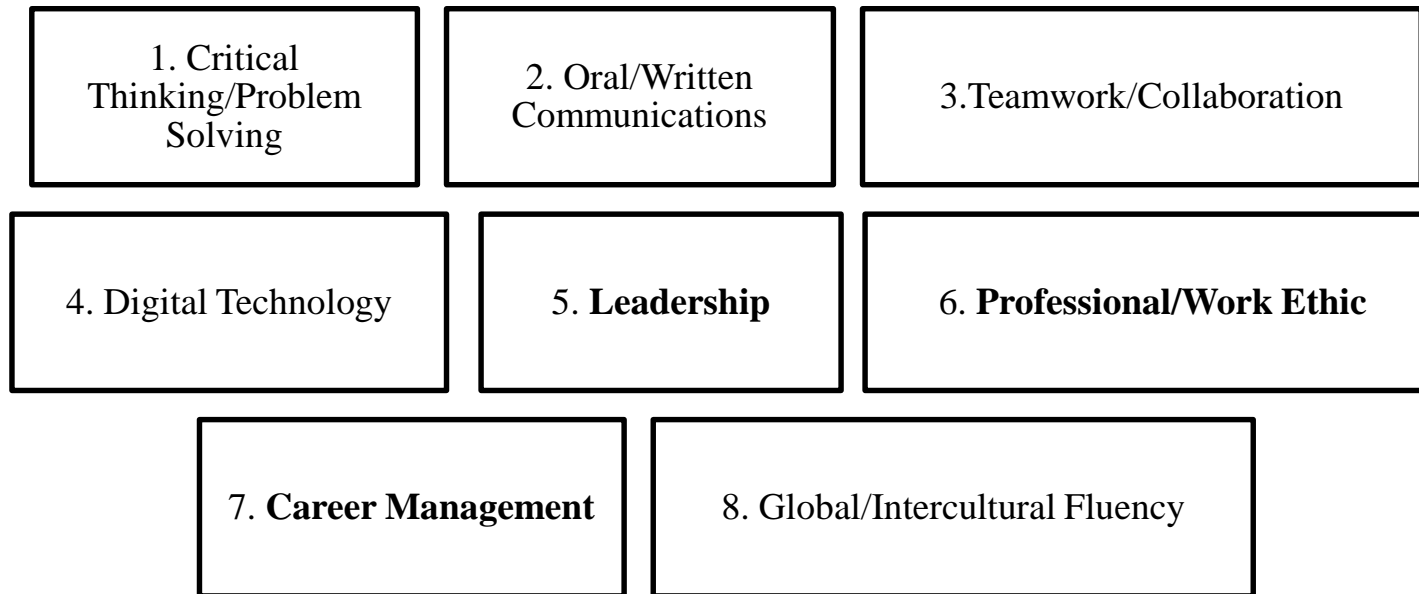 1. Critical
Thinking/Problem
Solving
2. Oral/Written
Communications
3.Teamwork/Collaboration
4. Digital Technology
5. Leadership
6. Professional/Work Ethic
7. Career Management
8. Global/Intercultural Fluency